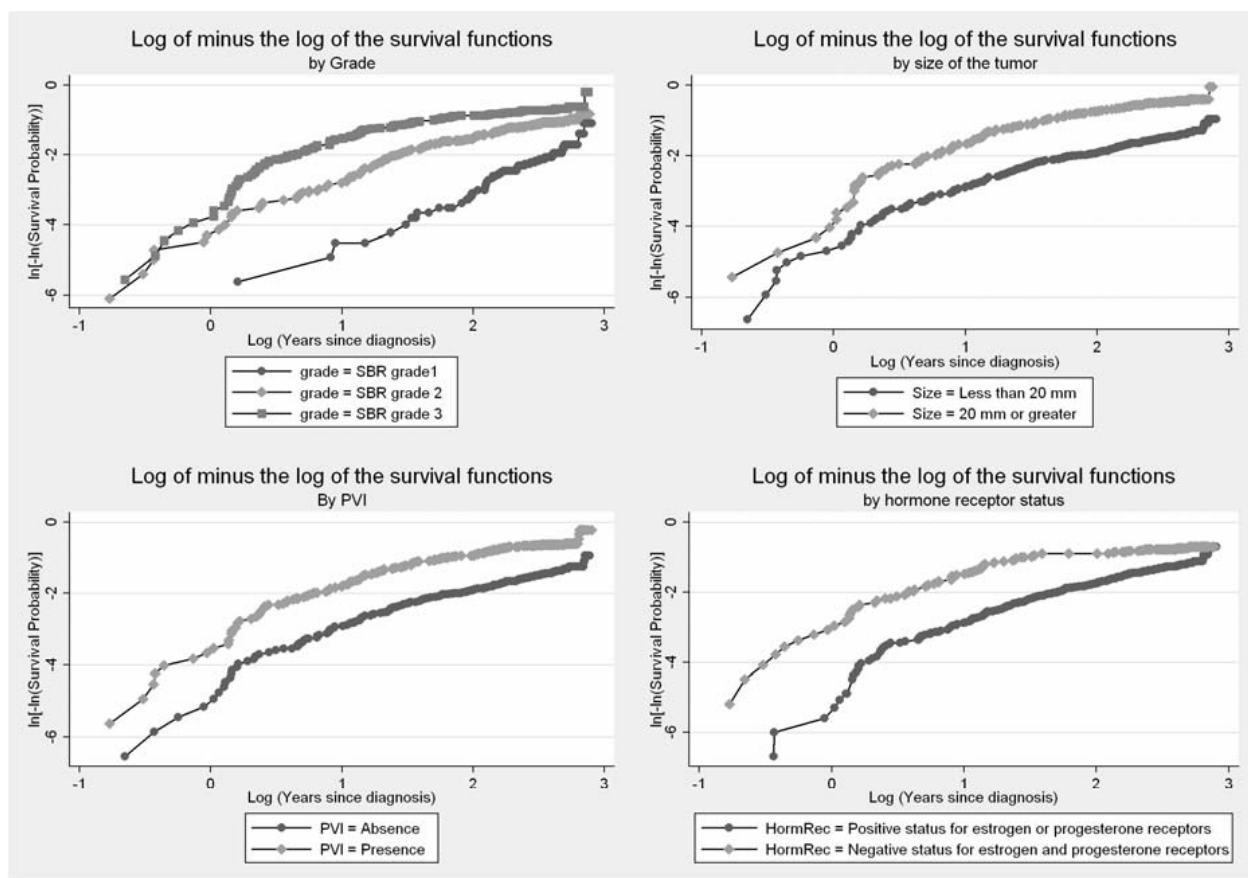 Log of minus the log of the survival functions
by Grade
ln[-ln(Survival Probability)]
0
-2
-4
-6
-1
0
1
2
3
Log (Years since diagnosis)
grade = SBR grade1
grade = SBR grade 2
grade = SBR grade 3
Log of minus the log of the survival functions
by size of the tumor
ln[-ln(Survival Probability)]
0
-2
-4
-6
-1
0
1
2
3
Log (Years since diagnosis)
Size = Less than 20 mm
Size = 20 mm or greater
Log of minus the log of the survival functions
By PVI
ln[-ln(Survival Probability)]
0
-2
-4
-6
-1
0
1
2
3
Log (Years since diagnosis)
PVI = Absence
PVI = Presence
Log of minus the log of the survival functions
by hormone receptor status
ln[-ln(Survival Probability)]
0
-2
-4
-6
-1
0
1
2
3
Log (Years since diagnosis)
HormRec = Positive status for estrogen or progesterone receptors
HormRec = Negative status for estrogen and progesterone receptors